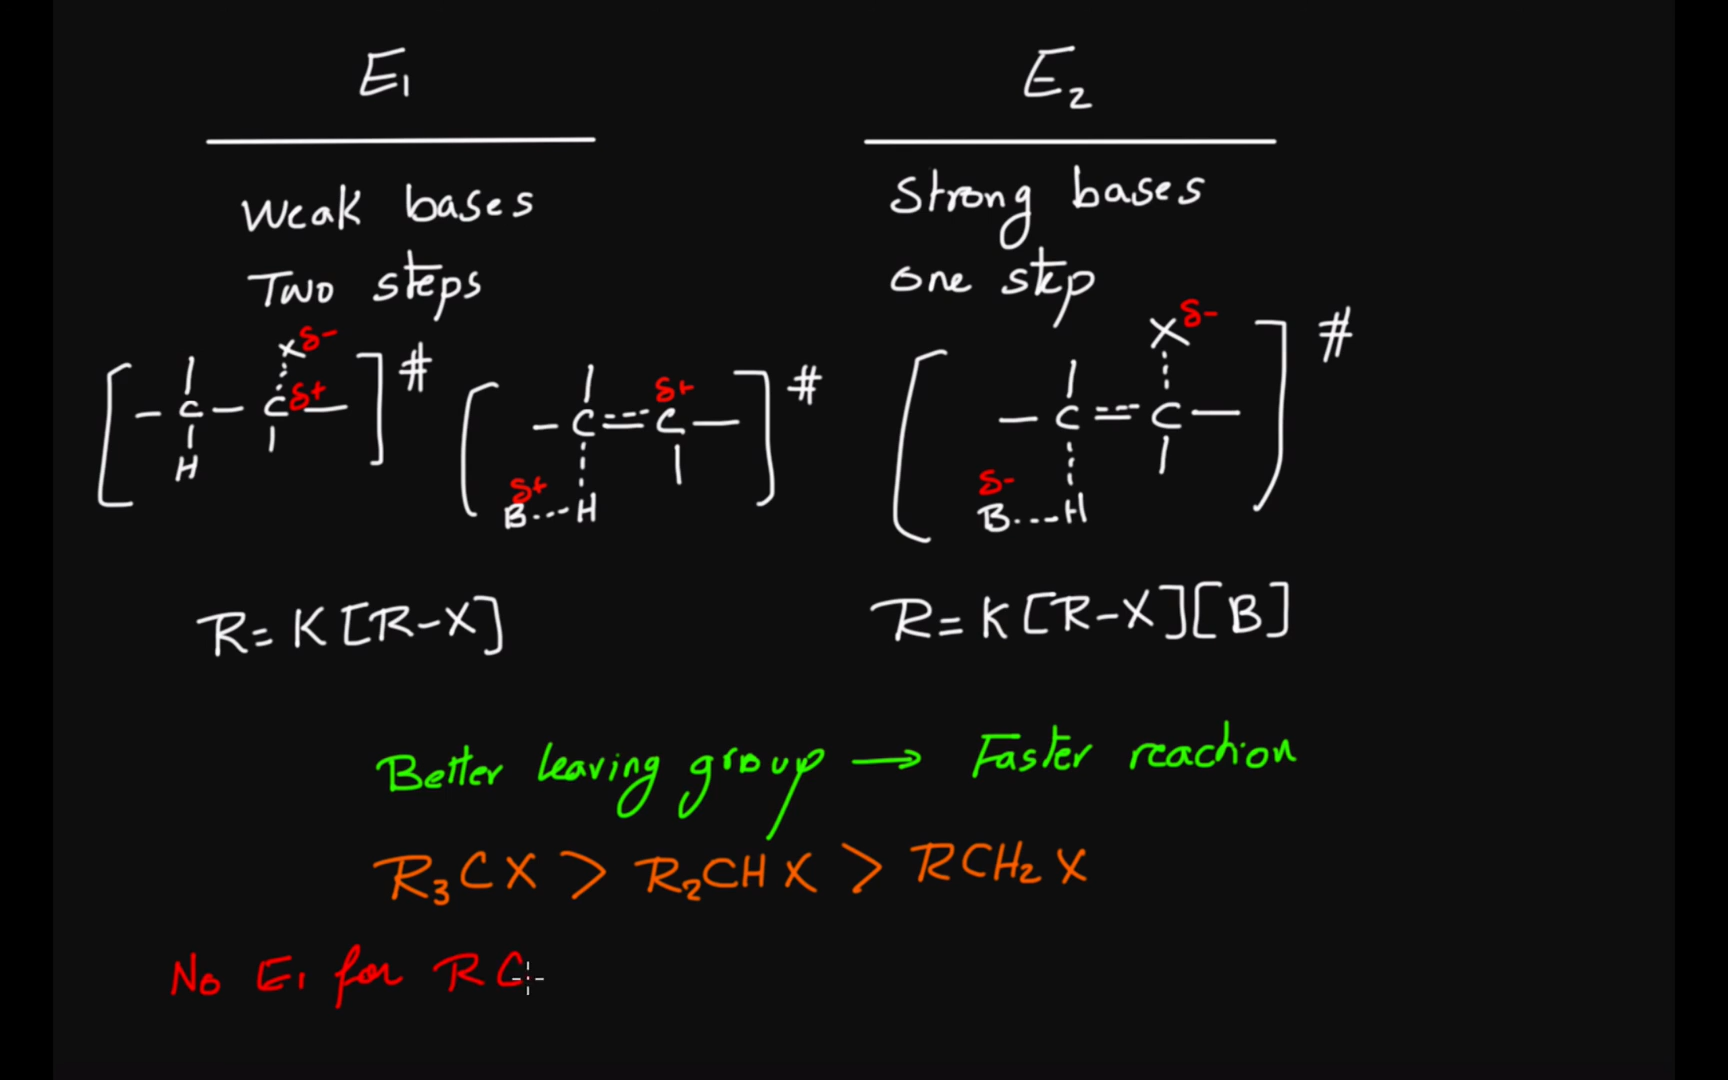 E₁
E₂
Weak bases
Strong bases
Two steps
one step
[ - C - C - ]#
X δ-
δ+
H
[ - C == C - ]#
δ+
δ+
B ... H
[ - C == C - ]#
X δ-
δ-
B ... H
R = K [R-X]
R = K [R-X][B]
Better leaving group → Faster reaction
R₃CX > R₂CHX > RCH₂X
No E₁ for RC